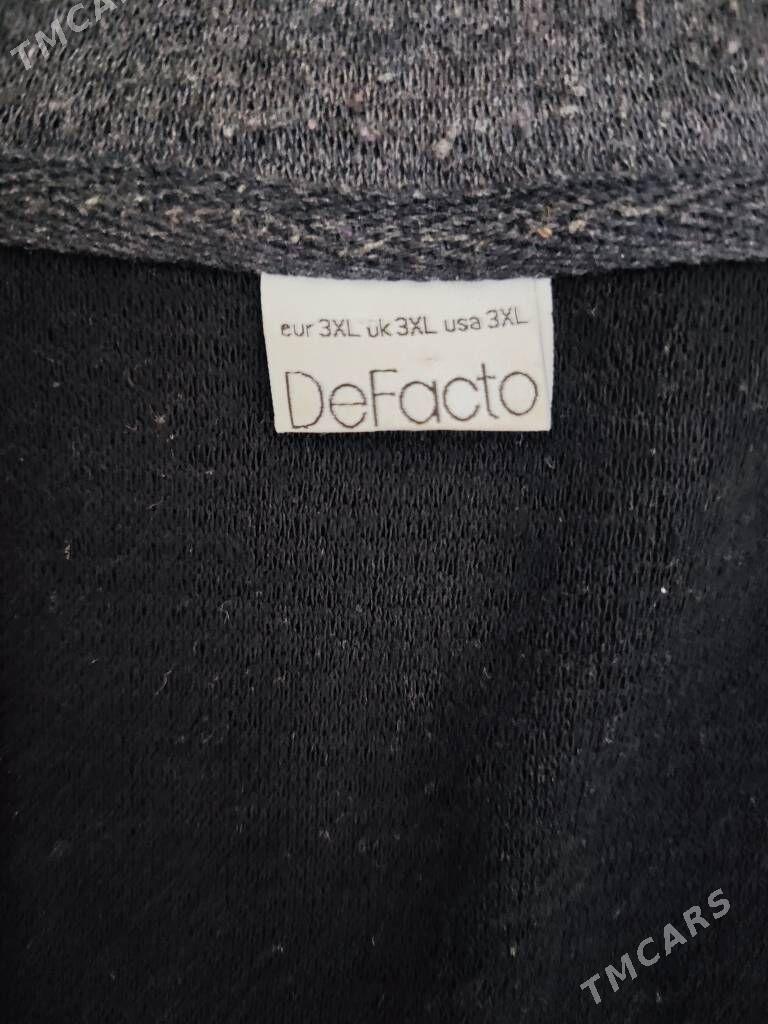 TMCARS
eur 3XL uk 3XL usa 3XL
DeFacto
TMCARS